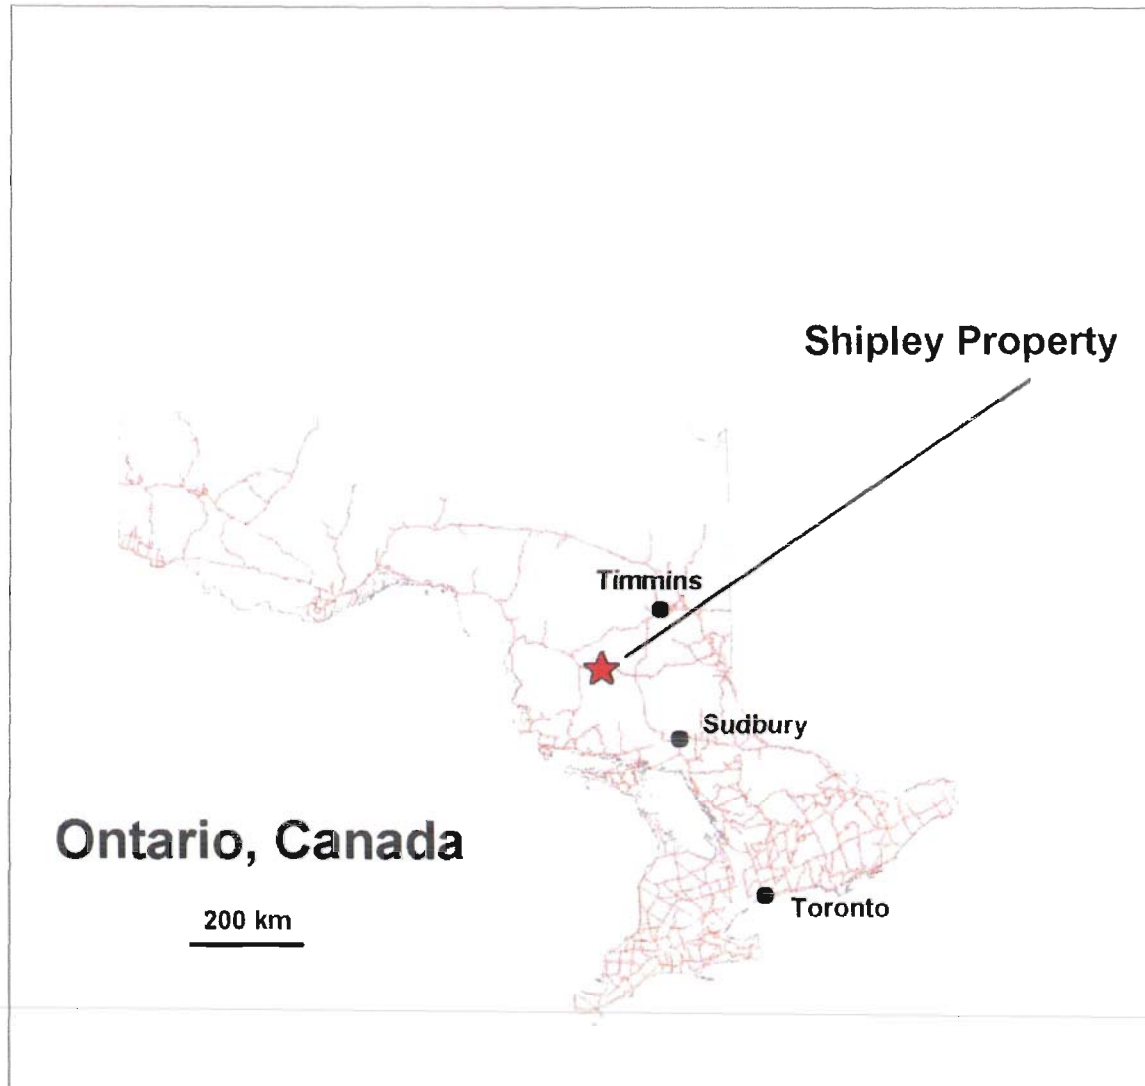 Shipley Property
Timmins
Sudbury
Ontario, Canada
200 km
Toronto